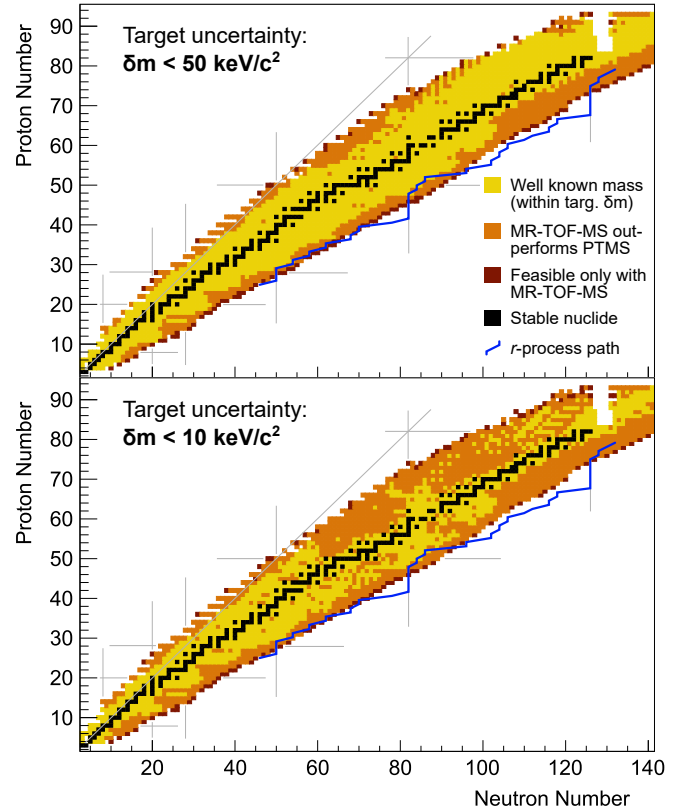 Target uncertainty:
δm < 50 keV/c²
Proton Number
90
80
70
60
50
40
30
20
10
Well known mass
(within targ. δm)
MR-TOF-MS out-
performs PTMS
Feasible only with
MR-TOF-MS
Stable nuclide
r-process path
Target uncertainty:
δm < 10 keV/c²
Proton Number
90
80
70
60
50
40
30
20
10
20 40 60 80 100 120 140
Neutron Number